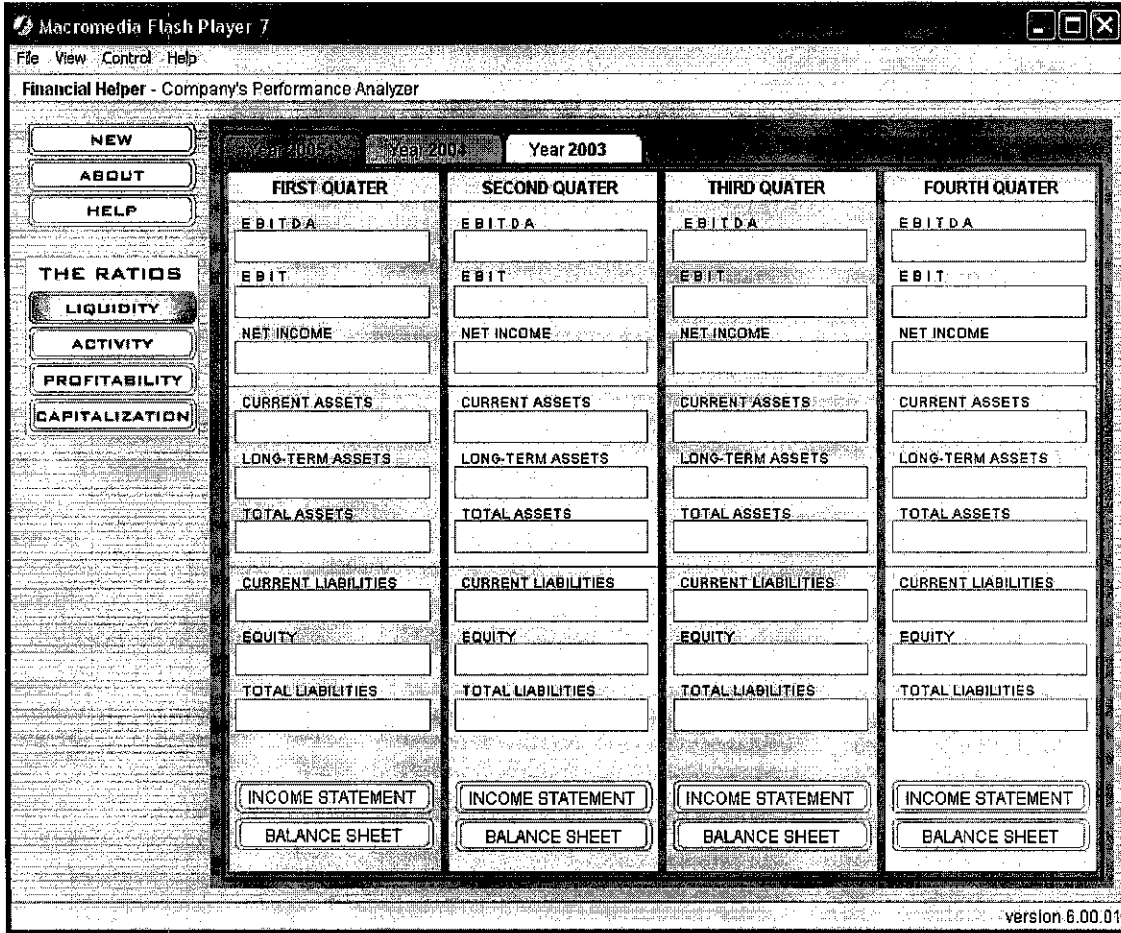 Macromedia Flash Player 7
File View Control Help
Financial Helper - Company's Performance Analyzer
NEW
ABOUT
HELP
THE RATIOS
LIQUIDITY
ACTIVITY
PROFITABILITY
CAPITALIZATION
Year 2005 Year 2004 Year 2003
FIRST QUATER SECOND QUATER THIRD QUATER FOURTH QUATER
EBITDA EBITDA EBITDA EBITDA
EBIT EBIT EBIT EBIT
NET INCOME NET INCOME NET INCOME NET INCOME
CURRENT ASSETS CURRENT ASSETS CURRENT ASSETS CURRENT ASSETS
LONG-TERM ASSETS LONG-TERM ASSETS LONG-TERM ASSETS LONG-TERM ASSETS
TOTAL ASSETS TOTAL ASSETS TOTAL ASSETS TOTAL ASSETS
CURRENT LIABILITIES CURRENT LIABILITIES CURRENT LIABILITIES CURRENT LIABILITIES
EQUITY EQUITY EQUITY EQUITY
TOTAL LIABILITIES TOTAL LIABILITIES TOTAL LIABILITIES TOTAL LIABILITIES
INCOME STATEMENT INCOME STATEMENT INCOME STATEMENT INCOME STATEMENT
BALANCE SHEET BALANCE SHEET BALANCE SHEET BALANCE SHEET
version 6.00.01